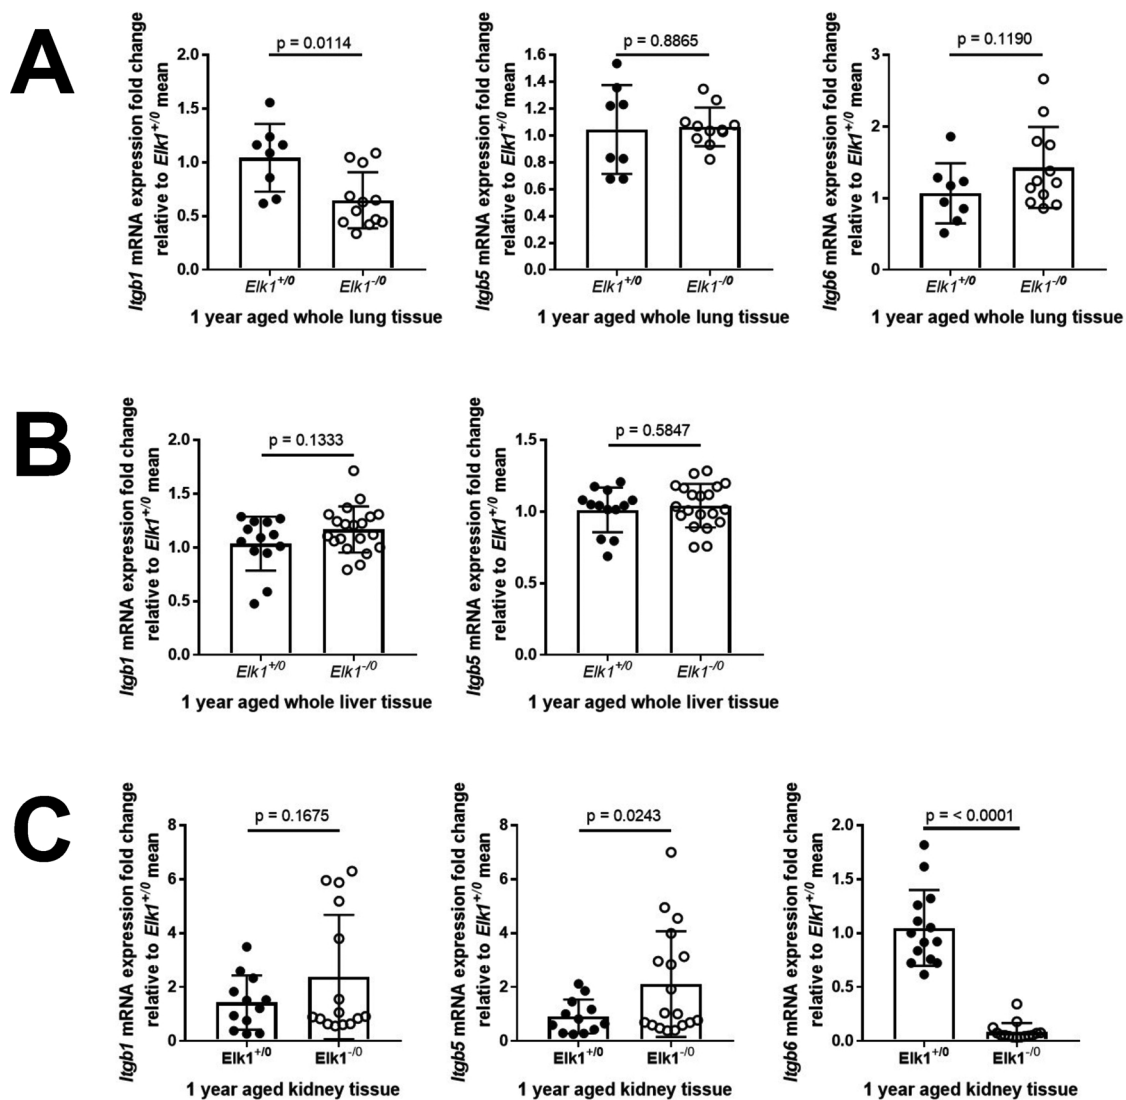 A
Itgb1 mRNA expression fold change
relative to Elk1+/0 mean
p = 0.0114
2.0
1.5
1.0
0.5
0.0
Elk1+/0 Elk1-/0
1 year aged whole lung tissue
Itgb5 mRNA expression fold change
relative to Elk1+/0 mean
p = 0.8865
1.6
1.4
1.2
1.0
0.8
0.6
0.4
0.2
0.0
Elk1+/0 Elk1-/0
1 year aged whole lung tissue
Itgb6 mRNA expression fold change
relative to Elk1+/0 mean
p = 0.1190
3
2
1
0
Elk1+/0 Elk1-/0
1 year aged whole lung tissue
B
Itgb1 mRNA expression fold change
relative to Elk1+/0 mean
p = 0.1333
2.0
1.5
1.0
0.5
0.0
Elk1+/0 Elk1-/0
1 year aged whole liver tissue
Itgb5 mRNA expression fold change
relative to Elk1+/0 mean
p = 0.5847
1.5
1.0
0.5
0.0
Elk1+/0 Elk1-/0
1 year aged whole liver tissue
C
Itgb1 mRNA expression fold change
relative to Elk1+/0 mean
p = 0.1675
8
6
4
2
0
Elk1+/0 Elk1-/0
1 year aged kidney tissue
Itgb5 mRNA expression fold change
relative to Elk1+/0 mean
p = 0.0243
8
6
4
2
0
Elk1+/0 Elk1-/0
1 year aged kidney tissue
Itgb6 mRNA expression fold change
relative to Elk1+/0 mean
p = < 0.0001
2.0
1.5
1.0
0.5
0.0
Elk1+/0 Elk1-/0
1 year aged kidney tissue